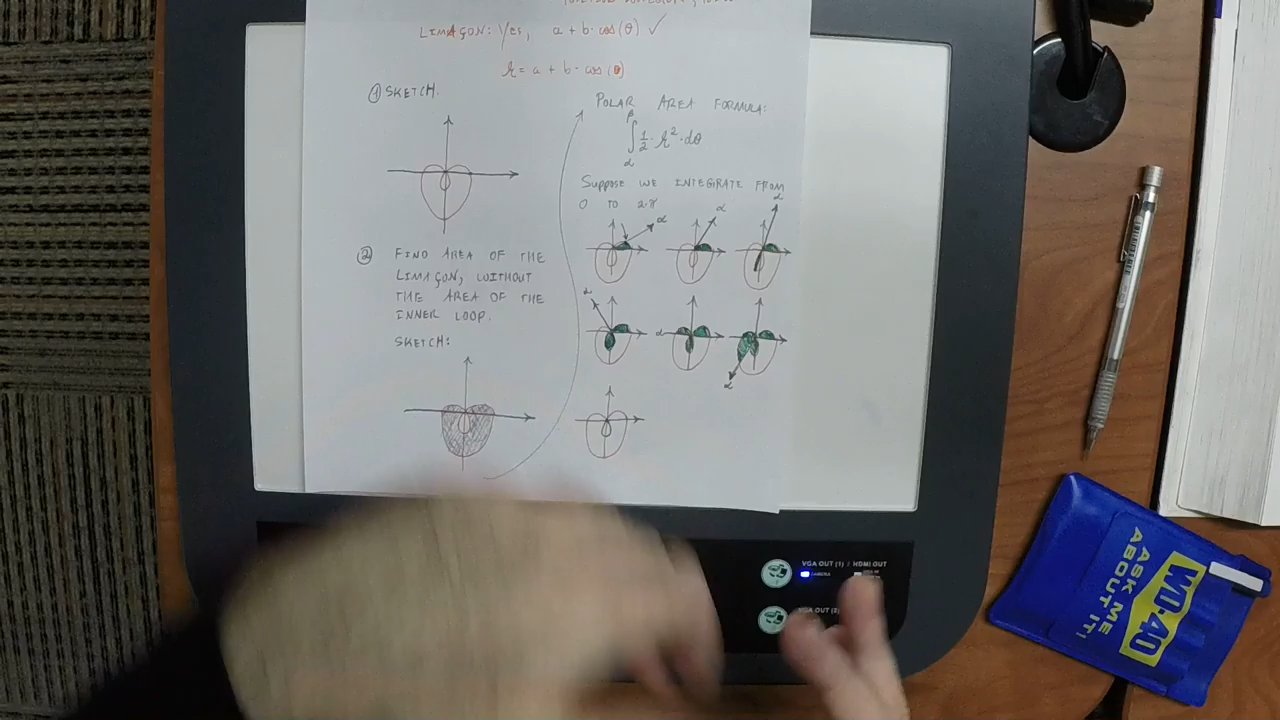 LIMAÇON: Yes, a + b·cos(θ) ✓
r = a + b·cos(θ)
① SKETCH.
② FIND AREA OF THE
LIMAÇON, WITHOUT
THE AREA OF THE
INNER LOOP.
SKETCH:
POLAR AREA FORMULA:
β
∫ 1/2·r²·dθ
α
SUPPOSE WE INTEGRATE FROM
0 TO 2·π
α
α
α
α
α
α
VGA OUT (1) / HDMI OUT
CAMERA
VGA OUT (2)
WD-40
ASK ME
ABOUT IT!